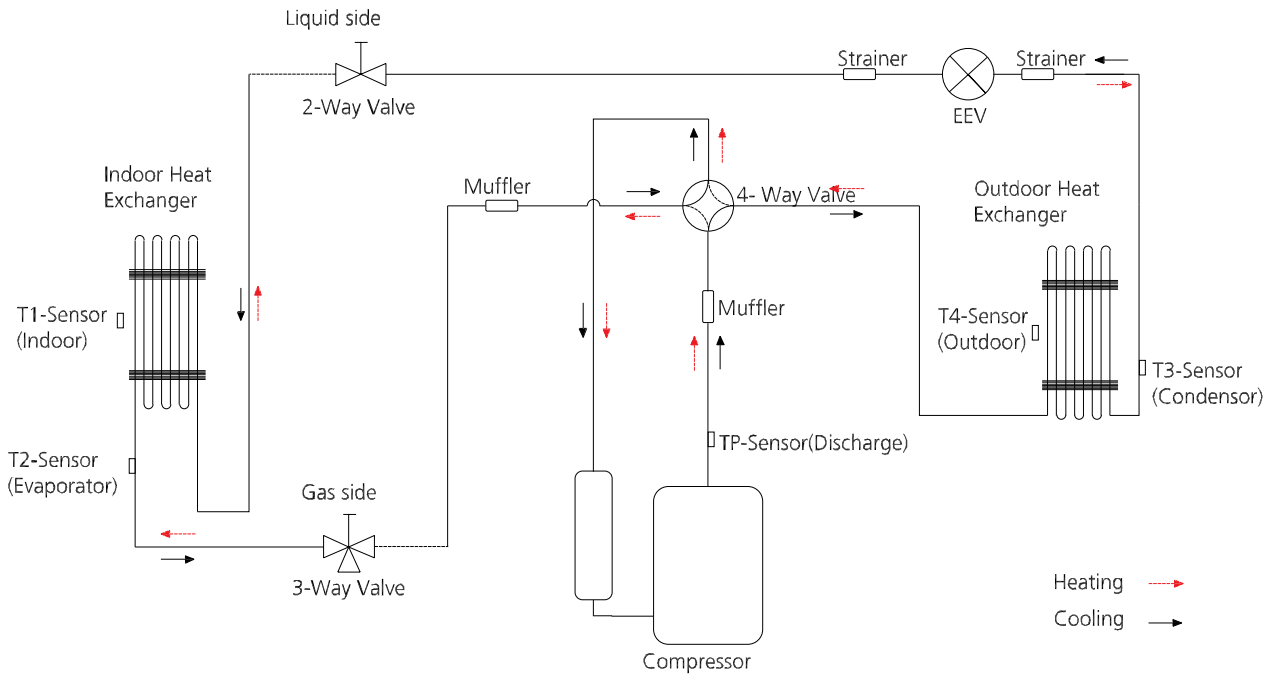 Liquid side
2-Way Valve
Strainer
Strainer
EEV
Indoor Heat
Exchanger
Muffler
4- Way Valve
Outdoor Heat
Exchanger
T1-Sensor
(Indoor)
Muffler
T4-Sensor
(Outdoor)
T3-Sensor
(Condensor)
TP-Sensor(Discharge)
T2-Sensor
(Evaporator)
Gas side
3-Way Valve
Compressor
Heating
Cooling